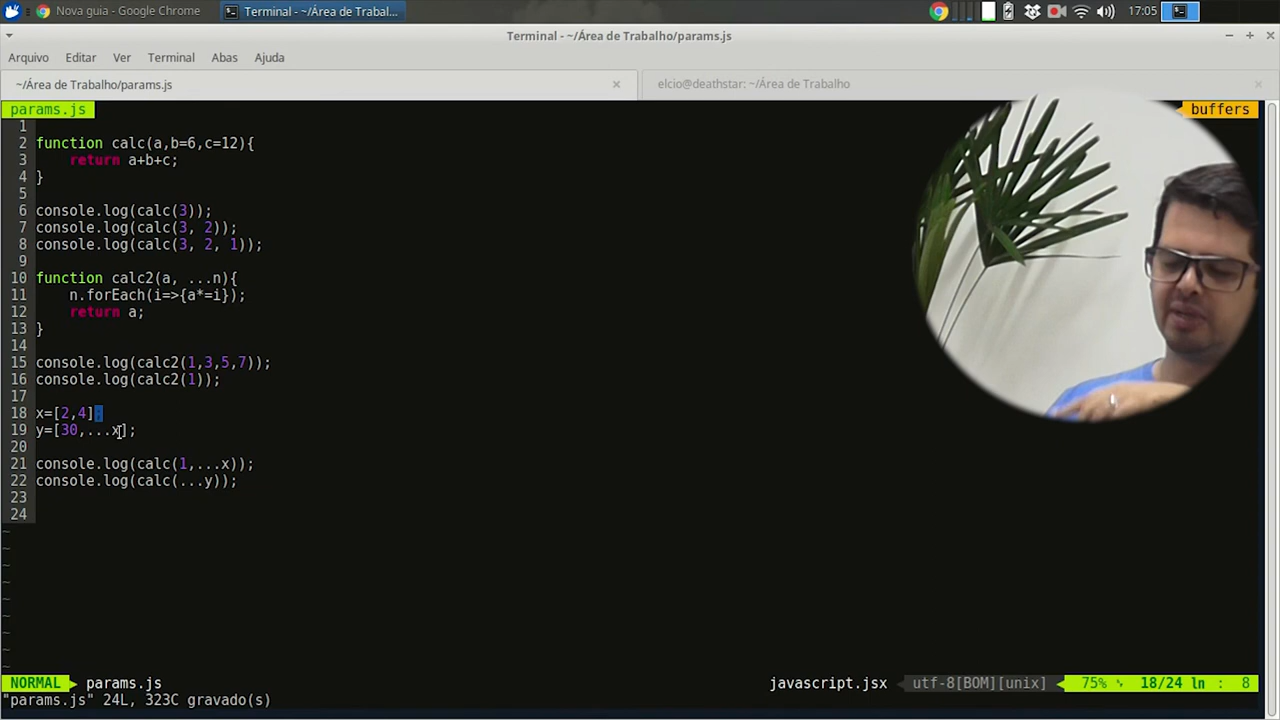 Nova guia - Google Chrome
Terminal - ~/Área de Trabal...
17:05
Terminal - ~/Área de Trabalho/params.js
Arquivo Editar Ver Terminal Abas Ajuda
~/Área de Trabalho/params.js
elcio@deathstar: ~/Área de Trabalho
params.js
buffers
1
2 function calc(a,b=6,c=12){
3     return a+b+c;
4 }
5
6 console.log(calc(3));
7 console.log(calc(3, 2));
8 console.log(calc(3, 2, 1));
9
10 function calc2(a, ...n){
11     n.forEach(i=>{a*=i});
12     return a;
13 }
14
15 console.log(calc2(1,3,5,7));
16 console.log(calc2(1));
17
18 x=[2,4];
19 y=[30,...x];
20
21 console.log(calc(1,...x));
22 console.log(calc(...y));
23
24
~
~
~
~
~
~
~
~
~
NORMAL params.js javascript.jsx utf-8[BOM][unix] 75% ␤ 18/24 ln : 8
"params.js" 24L, 323C gravado(s)